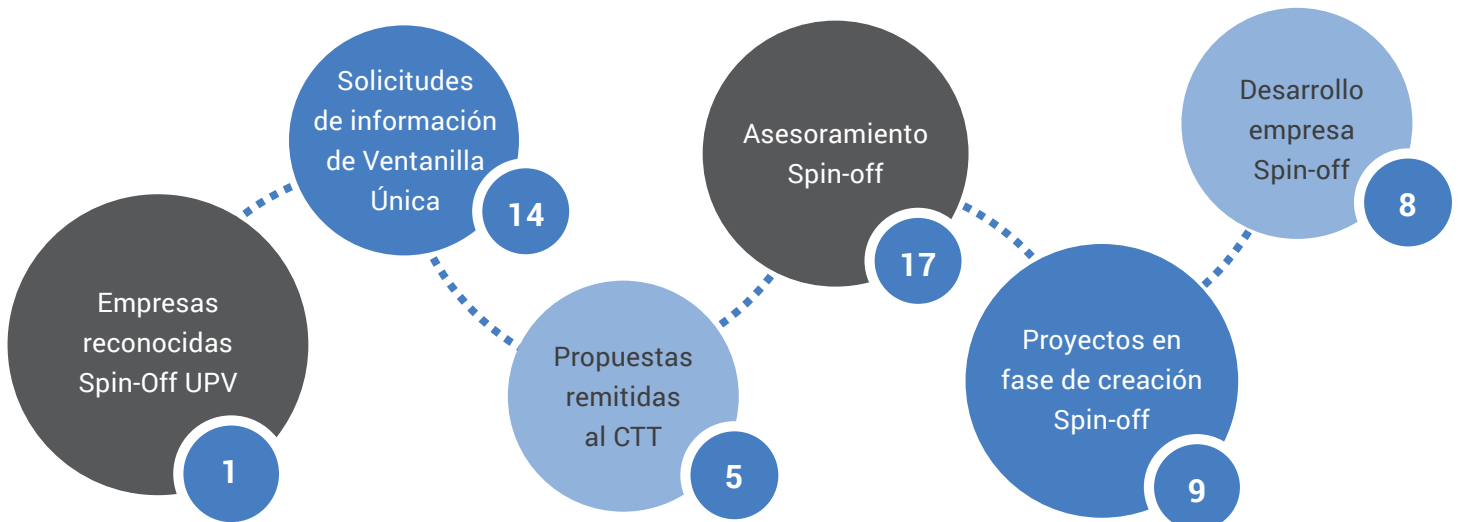 Empresas
reconocidas
Spin-Off UPV
1
Solicitudes
de información
de Ventanilla
Única
14
Propuestas
remitidas
al CTT
5
Asesoramiento
Spin-off
17
Proyectos en
fase de creación
Spin-off
9
Desarrollo
empresa
Spin-off
8